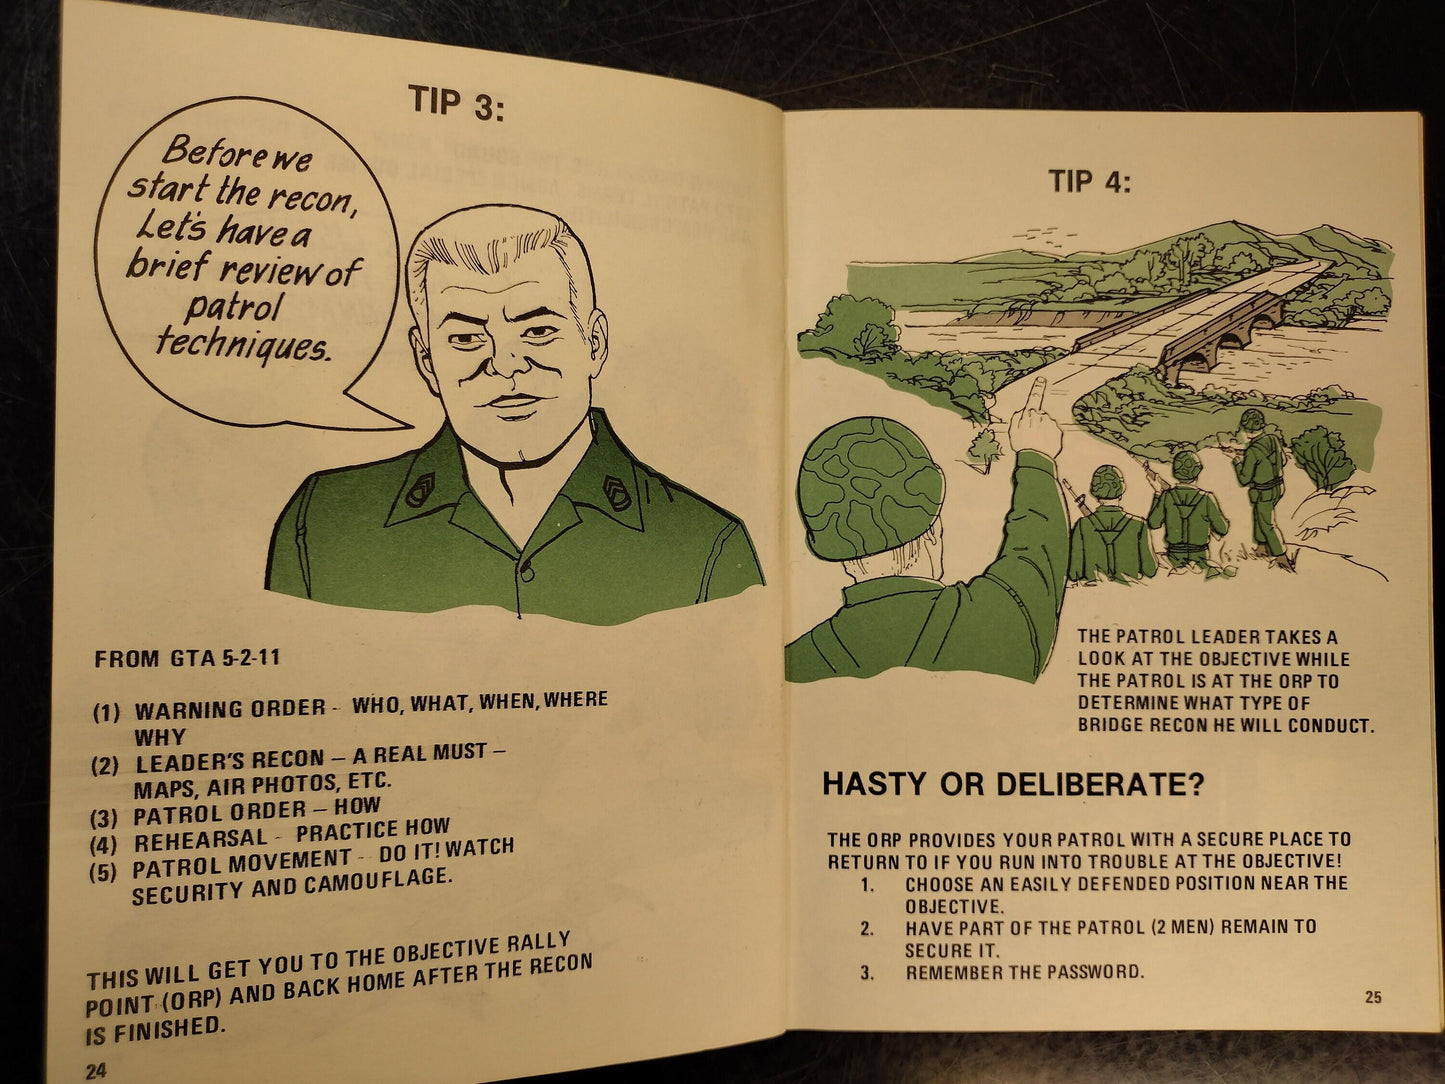 TIP 3:
Before we
start the recon,
Let's have a
brief review of
patrol
techniques.
FROM GTA 5-2-11
(1) WARNING ORDER - WHO, WHAT, WHEN, WHERE
WHY
(2) LEADER'S RECON — A REAL MUST —
MAPS, AIR PHOTOS, ETC.
(3) PATROL ORDER — HOW
(4) REHEARSAL - PRACTICE HOW
(5) PATROL MOVEMENT - DO IT! WATCH
SECURITY AND CAMOUFLAGE.
THIS WILL GET YOU TO THE OBJECTIVE RALLY
POINT (ORP) AND BACK HOME AFTER THE RECON
IS FINISHED.
24
TIP 4:
THE PATROL LEADER TAKES A
LOOK AT THE OBJECTIVE WHILE
THE PATROL IS AT THE ORP TO
DETERMINE WHAT TYPE OF
BRIDGE RECON HE WILL CONDUCT.
HASTY OR DELIBERATE?
THE ORP PROVIDES YOUR PATROL WITH A SECURE PLACE TO
RETURN TO IF YOU RUN INTO TROUBLE AT THE OBJECTIVE!
1. CHOOSE AN EASILY DEFENDED POSITION NEAR THE
OBJECTIVE.
2. HAVE PART OF THE PATROL (2 MEN) REMAIN TO
SECURE IT.
3. REMEMBER THE PASSWORD.
25